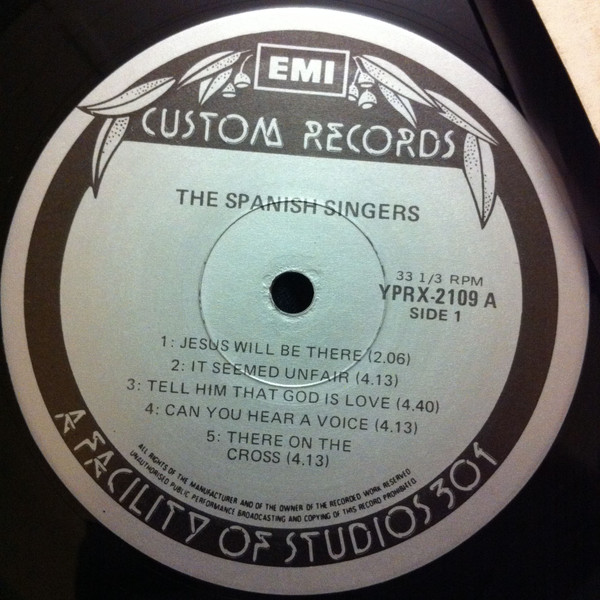 EMI
CUSTOM RECORDS
THE SPANISH SINGERS
33 1/3 RPM
YPRX-2109 A
SIDE 1
1: JESUS WILL BE THERE (2.06)
2: IT SEEMED UNFAIR (4.13)
3: TELL HIM THAT GOD IS LOVE (4.40)
4: CAN YOU HEAR A VOICE (4.13)
5: THERE ON THE
CROSS (4.13)
ALL RIGHTS OF THE MANUFACTURER AND OF THE OWNER OF THE RECORDED WORK RESERVED
UNAUTHORISED PUBLIC PERFORMANCE BROADCASTING AND COPYING OF THIS RECORD PROHIBITED
A FACILITY OF STUDIOS 301